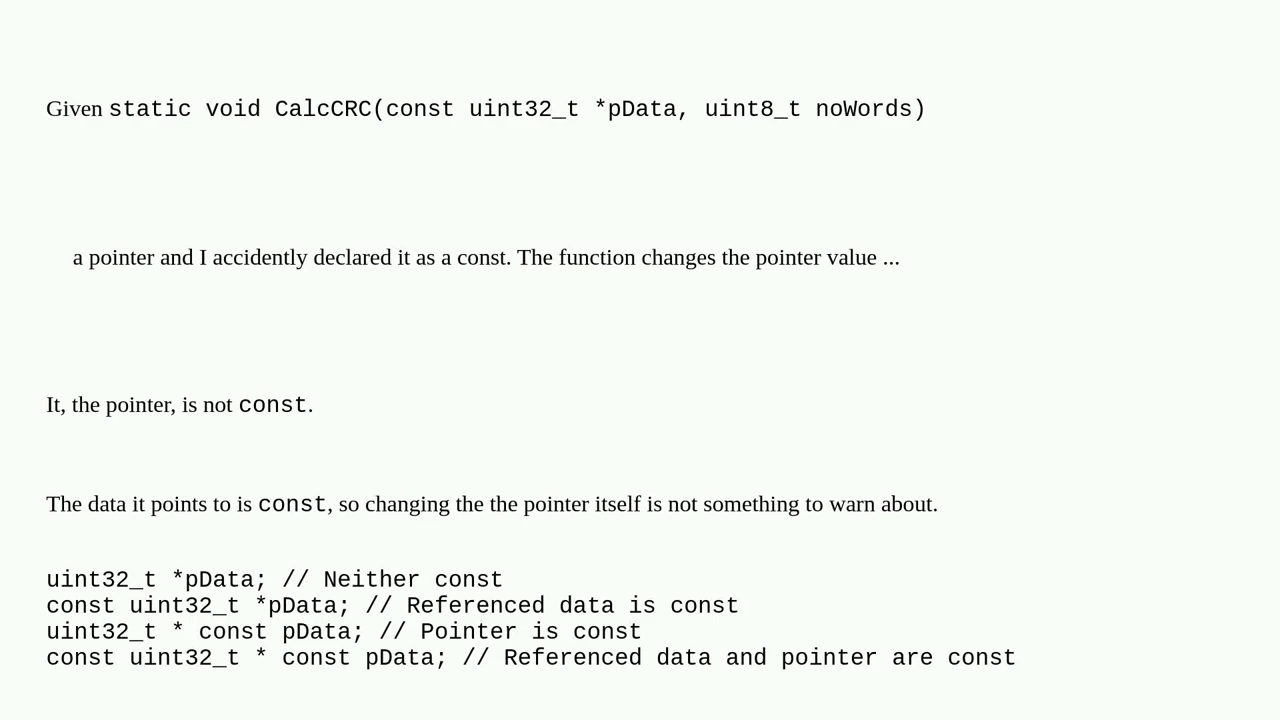 Given static void CalcCRC(const uint32_t *pData, uint8_t noWords)
a pointer and I accidently declared it as a const. The function changes the pointer value ...
It, the pointer, is not const.
The data it points to is const, so changing the the pointer itself is not something to warn about.
uint32_t *pData; // Neither const
const uint32_t *pData; // Referenced data is const
uint32_t * const pData; // Pointer is const
const uint32_t * const pData; // Referenced data and pointer are const